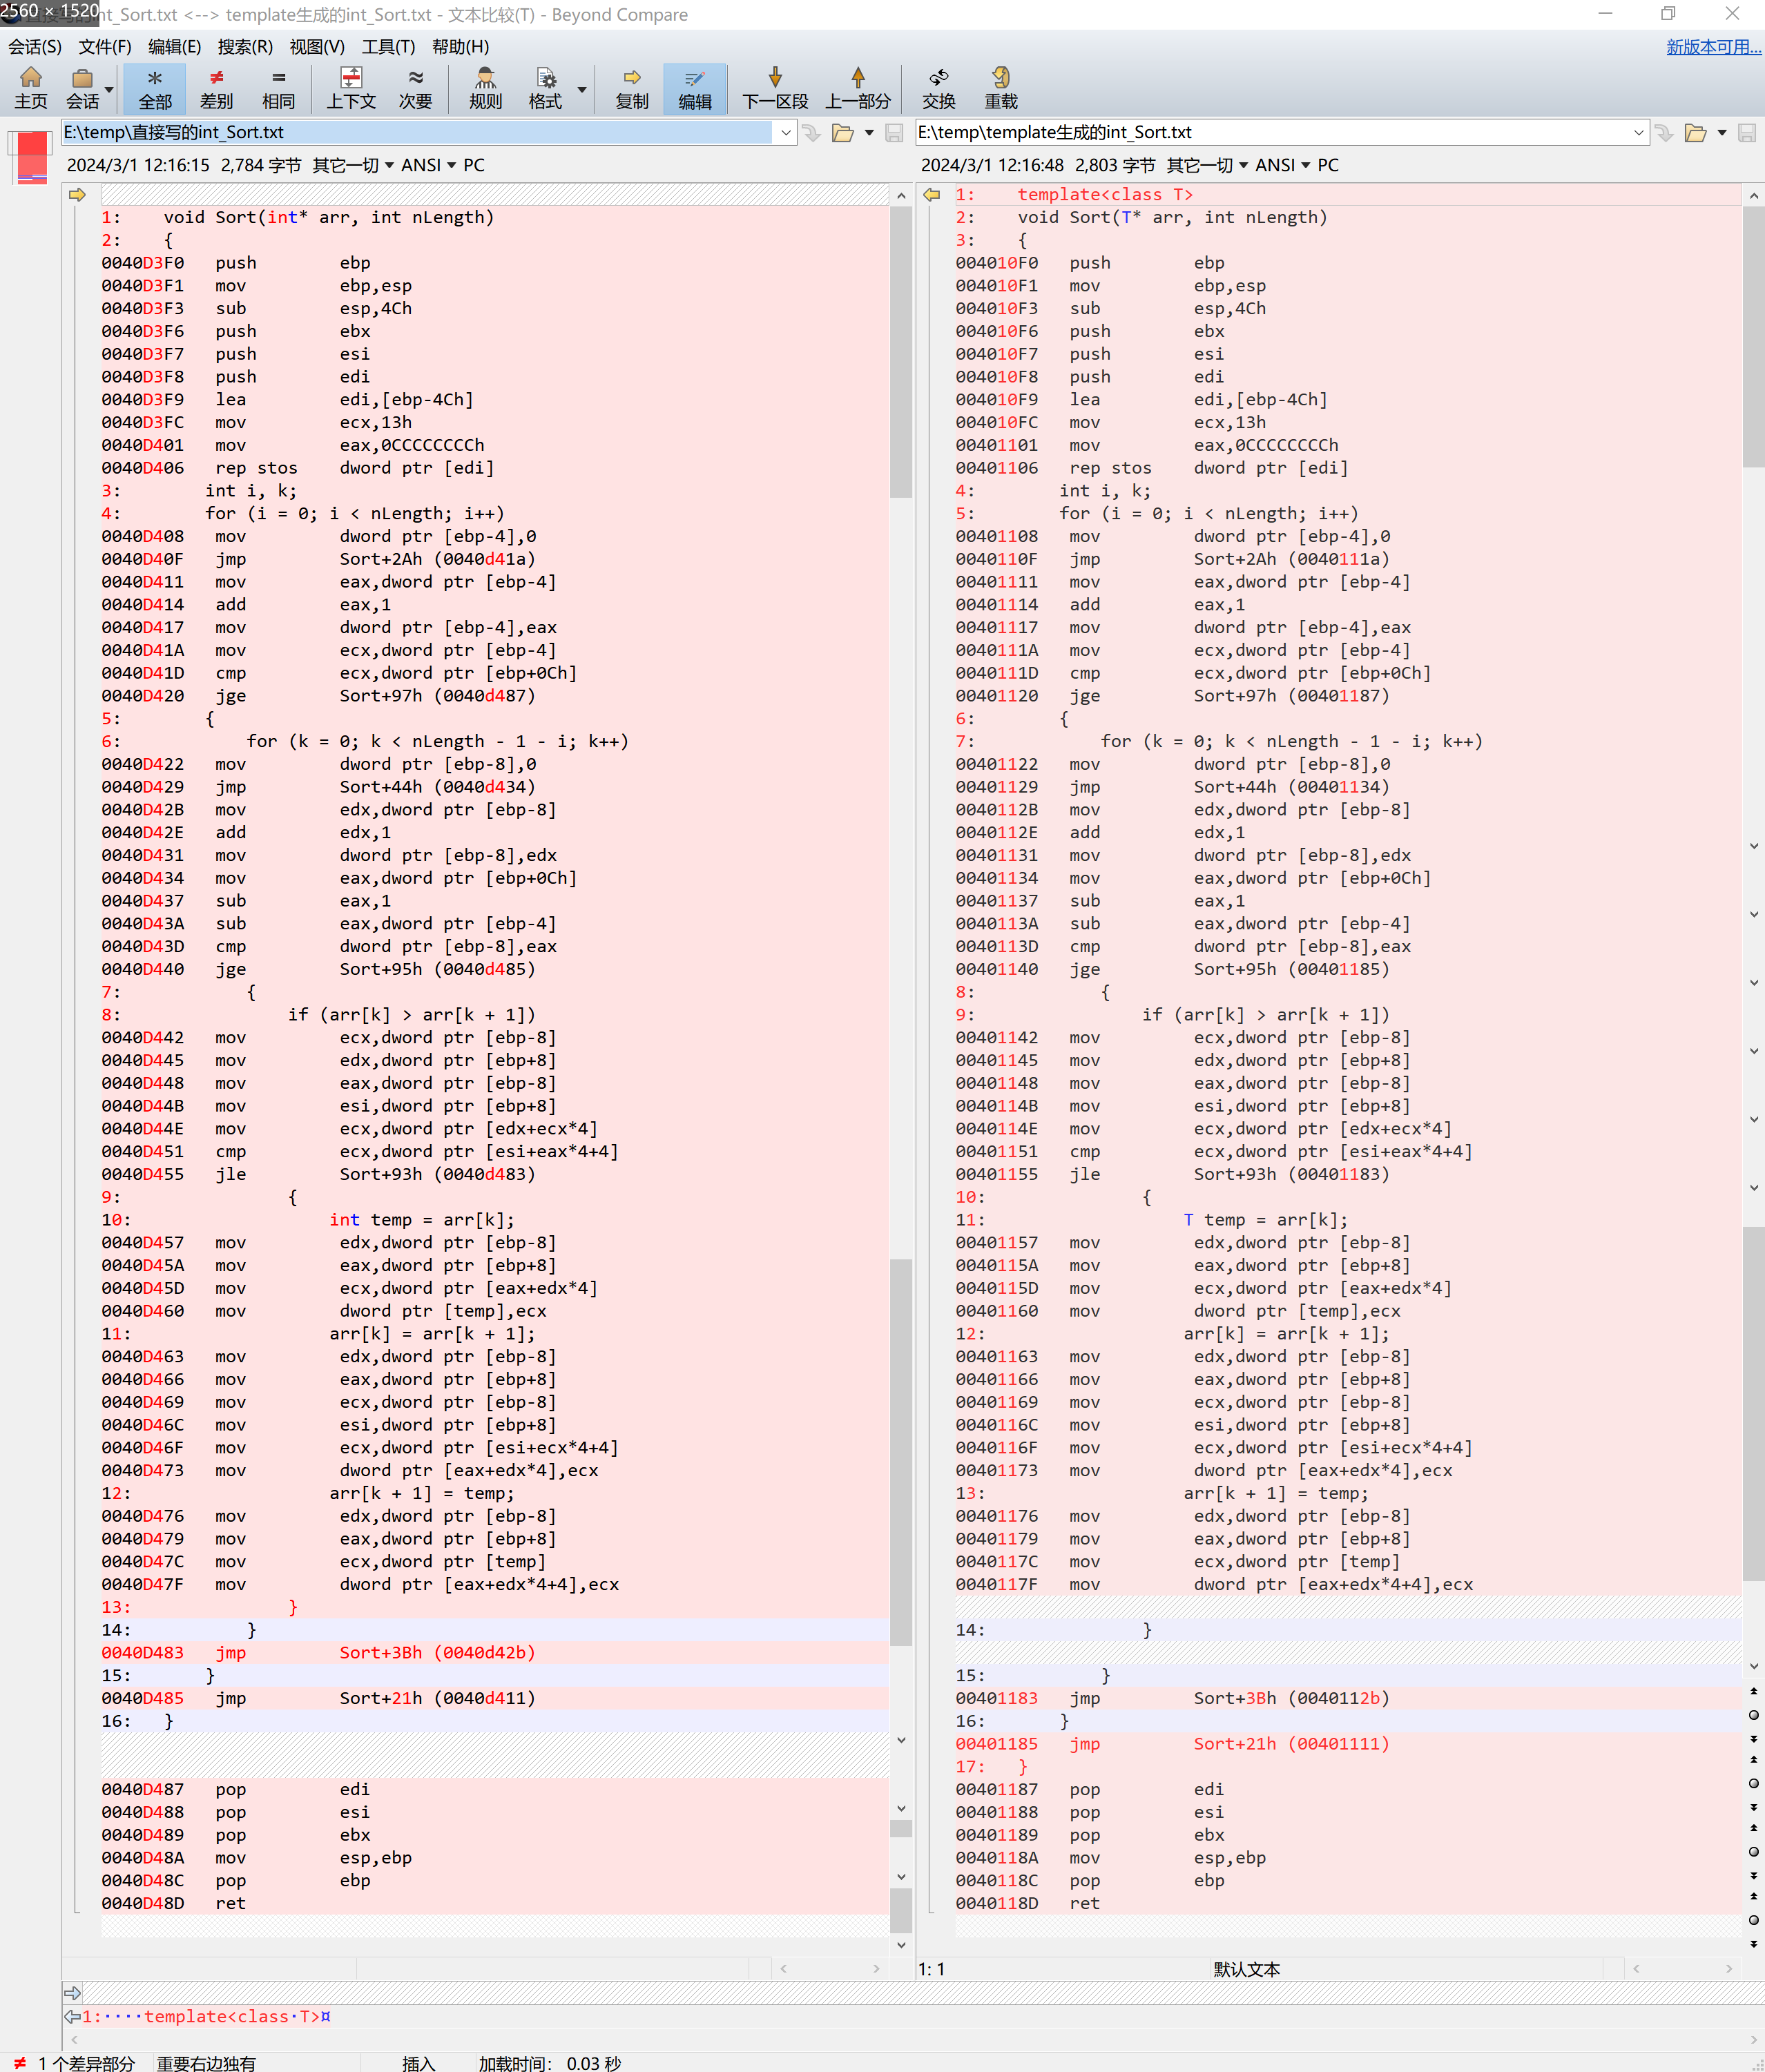 2560 × 1520
直接写的int_Sort.txt <--> template生成的int_Sort.txt - 文本比较(T) - Beyond Compare
会话(S) 文件(F) 编辑(E) 搜索(R) 视图(V) 工具(T) 帮助(H) 新版本可用...
主页 会话 全部 差别 相同 上下文 次要 规则 格式 复制 编辑 下一区段 上一部分 交换 重载
E:\temp\直接写的int_Sort.txt
2024/3/1 12:16:15 2,784 字节 其它一切 ANSI PC
1: void Sort(int* arr, int nLength)
2: {
0040D3F0 push ebp
0040D3F1 mov ebp,esp
0040D3F3 sub esp,4Ch
0040D3F6 push ebx
0040D3F7 push esi
0040D3F8 push edi
0040D3F9 lea edi,[ebp-4Ch]
0040D3FC mov ecx,13h
0040D401 mov eax,0CCCCCCCCh
0040D406 rep stos dword ptr [edi]
3: int i, k;
4: for (i = 0; i < nLength; i++)
0040D408 mov dword ptr [ebp-4],0
0040D40F jmp Sort+2Ah (0040d41a)
0040D411 mov eax,dword ptr [ebp-4]
0040D414 add eax,1
0040D417 mov dword ptr [ebp-4],eax
0040D41A mov ecx,dword ptr [ebp-4]
0040D41D cmp ecx,dword ptr [ebp+0Ch]
0040D420 jge Sort+97h (0040d487)
5: {
6: for (k = 0; k < nLength - 1 - i; k++)
0040D422 mov dword ptr [ebp-8],0
0040D429 jmp Sort+44h (0040d434)
0040D42B mov edx,dword ptr [ebp-8]
0040D42E add edx,1
0040D431 mov dword ptr [ebp-8],edx
0040D434 mov eax,dword ptr [ebp+0Ch]
0040D437 sub eax,1
0040D43A sub eax,dword ptr [ebp-4]
0040D43D cmp dword ptr [ebp-8],eax
0040D440 jge Sort+95h (0040d485)
7: {
8: if (arr[k] > arr[k + 1])
0040D442 mov ecx,dword ptr [ebp-8]
0040D445 mov edx,dword ptr [ebp+8]
0040D448 mov eax,dword ptr [ebp-8]
0040D44B mov esi,dword ptr [ebp+8]
0040D44E mov ecx,dword ptr [edx+ecx*4]
0040D451 cmp ecx,dword ptr [esi+eax*4+4]
0040D455 jle Sort+93h (0040d483)
9: {
10: int temp = arr[k];
0040D457 mov edx,dword ptr [ebp-8]
0040D45A mov eax,dword ptr [ebp+8]
0040D45D mov ecx,dword ptr [eax+edx*4]
0040D460 mov dword ptr [temp],ecx
11: arr[k] = arr[k + 1];
0040D463 mov edx,dword ptr [ebp-8]
0040D466 mov eax,dword ptr [ebp+8]
0040D469 mov ecx,dword ptr [ebp-8]
0040D46C mov esi,dword ptr [ebp+8]
0040D46F mov ecx,dword ptr [esi+ecx*4+4]
0040D473 mov dword ptr [eax+edx*4],ecx
12: arr[k + 1] = temp;
0040D476 mov edx,dword ptr [ebp-8]
0040D479 mov eax,dword ptr [ebp+8]
0040D47C mov ecx,dword ptr [temp]
0040D47F mov dword ptr [eax+edx*4+4],ecx
13: }
14: }
0040D483 jmp Sort+3Bh (0040d42b)
15: }
0040D485 jmp Sort+21h (0040d411)
16: }
0040D487 pop edi
0040D488 pop esi
0040D489 pop ebx
0040D48A mov esp,ebp
0040D48C pop ebp
0040D48D ret
E:\temp\template生成的int_Sort.txt
2024/3/1 12:16:48 2,803 字节 其它一切 ANSI PC
1: template<class T>
2: void Sort(T* arr, int nLength)
3: {
004010F0 push ebp
004010F1 mov ebp,esp
004010F3 sub esp,4Ch
004010F6 push ebx
004010F7 push esi
004010F8 push edi
004010F9 lea edi,[ebp-4Ch]
004010FC mov ecx,13h
00401101 mov eax,0CCCCCCCCh
00401106 rep stos dword ptr [edi]
4: int i, k;
5: for (i = 0; i < nLength; i++)
00401108 mov dword ptr [ebp-4],0
0040110F jmp Sort+2Ah (0040111a)
00401111 mov eax,dword ptr [ebp-4]
00401114 add eax,1
00401117 mov dword ptr [ebp-4],eax
0040111A mov ecx,dword ptr [ebp-4]
0040111D cmp ecx,dword ptr [ebp+0Ch]
00401120 jge Sort+97h (00401187)
6: {
7: for (k = 0; k < nLength - 1 - i; k++)
00401122 mov dword ptr [ebp-8],0
00401129 jmp Sort+44h (00401134)
0040112B mov edx,dword ptr [ebp-8]
0040112E add edx,1
00401131 mov dword ptr [ebp-8],edx
00401134 mov eax,dword ptr [ebp+0Ch]
00401137 sub eax,1
0040113A sub eax,dword ptr [ebp-4]
0040113D cmp dword ptr [ebp-8],eax
00401140 jge Sort+95h (00401185)
8: {
9: if (arr[k] > arr[k + 1])
00401142 mov ecx,dword ptr [ebp-8]
00401145 mov edx,dword ptr [ebp+8]
00401148 mov eax,dword ptr [ebp-8]
0040114B mov esi,dword ptr [ebp+8]
0040114E mov ecx,dword ptr [edx+ecx*4]
00401151 cmp ecx,dword ptr [esi+eax*4+4]
00401155 jle Sort+93h (00401183)
10: {
11: T temp = arr[k];
00401157 mov edx,dword ptr [ebp-8]
0040115A mov eax,dword ptr [ebp+8]
0040115D mov ecx,dword ptr [eax+edx*4]
00401160 mov dword ptr [temp],ecx
12: arr[k] = arr[k + 1];
00401163 mov edx,dword ptr [ebp-8]
00401166 mov eax,dword ptr [ebp+8]
00401169 mov ecx,dword ptr [ebp-8]
0040116C mov esi,dword ptr [ebp+8]
0040116F mov ecx,dword ptr [esi+ecx*4+4]
00401173 mov dword ptr [eax+edx*4],ecx
13: arr[k + 1] = temp;
00401176 mov edx,dword ptr [ebp-8]
00401179 mov eax,dword ptr [ebp+8]
0040117C mov ecx,dword ptr [temp]
0040117F mov dword ptr [eax+edx*4+4],ecx
14: }
15: }
00401183 jmp Sort+3Bh (0040112b)
16: }
00401185 jmp Sort+21h (00401111)
17: }
00401187 pop edi
00401188 pop esi
00401189 pop ebx
0040118A mov esp,ebp
0040118C pop ebp
0040118D ret
1: 1 默认文本
1:····template<class·T>¤
1 个差异部分 重要右边独有 插入 加载时间: 0.03 秒